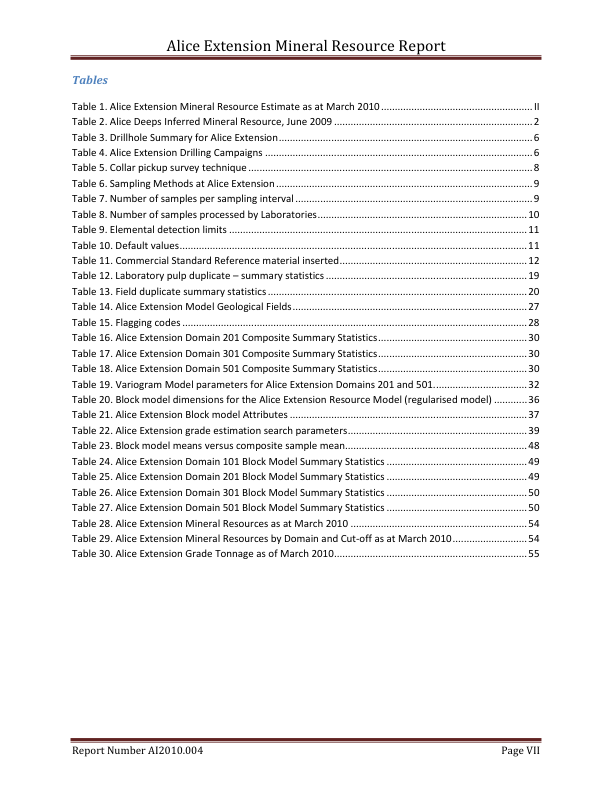 Alice Extension Mineral Resource Report
Tables
Table 1. Alice Extension Mineral Resource Estimate as at March 2010 ........................................................ II
Table 2. Alice Deeps Inferred Mineral Resource, June 2009 ........................................................ 2
Table 3. Drillhole Summary for Alice Extension ........................................................ 6
Table 4. Alice Extension Drilling Campaigns ........................................................ 6
Table 5. Collar pickup survey technique ........................................................ 8
Table 6. Sampling Methods at Alice Extension ........................................................ 9
Table 7. Number of samples per sampling interval ........................................................ 9
Table 8. Number of samples processed by Laboratories ........................................................ 10
Table 9. Elemental detection limits ........................................................ 11
Table 10. Default values ........................................................ 11
Table 11. Commercial Standard Reference material inserted ........................................................ 12
Table 12. Laboratory pulp duplicate – summary statistics ........................................................ 19
Table 13. Field duplicate summary statistics ........................................................ 20
Table 14. Alice Extension Model Geological Fields ........................................................ 27
Table 15. Flagging codes ........................................................ 28
Table 16. Alice Extension Domain 201 Composite Summary Statistics ........................................................ 30
Table 17. Alice Extension Domain 301 Composite Summary Statistics ........................................................ 30
Table 18. Alice Extension Domain 501 Composite Summary Statistics ........................................................ 30
Table 19. Variogram Model parameters for Alice Extension Domains 201 and 501 ................................ 32
Table 20. Block model dimensions for the Alice Extension Resource Model (regularised model) ............ 36
Table 21. Alice Extension Block model Attributes ........................................................ 37
Table 22. Alice Extension grade estimation search parameters ........................................................ 39
Table 23. Block model means versus composite sample mean ........................................................ 48
Table 24. Alice Extension Domain 101 Block Model Summary Statistics ................................................ 49
Table 25. Alice Extension Domain 201 Block Model Summary Statistics ................................................ 49
Table 26. Alice Extension Domain 301 Block Model Summary Statistics ................................................ 50
Table 27. Alice Extension Domain 501 Block Model Summary Statistics ................................................ 50
Table 28. Alice Extension Mineral Resources as at March 2010 ........................................................ 54
Table 29. Alice Extension Mineral Resources by Domain and Cut-off as at March 2010 ......................... 54
Table 30. Alice Extension Grade Tonnage as of March 2010 ........................................................ 55
Report Number AI2010.004 Page VII